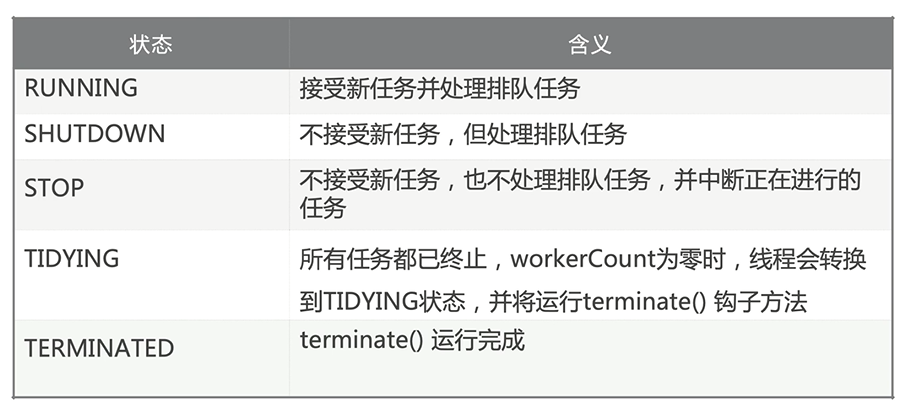 状态 含义
RUNNING 接受新任务并处理排队任务
SHUTDOWN 不接受新任务，但处理排队任务
STOP 不接受新任务，也不处理排队任务，并中断正在进行的
任务
TIDYING 所有任务都已终止，workerCount为零时，线程会转换
到TIDYING状态，并将运行terminate() 钩子方法
TERMINATED terminate() 运行完成